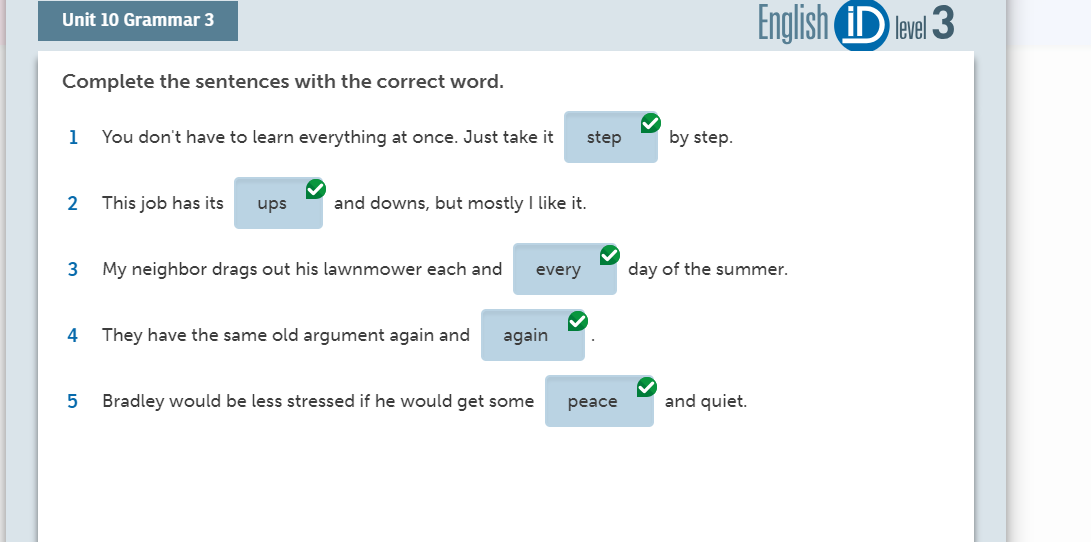 Unit 10 Grammar 3
English iD level 3
Complete the sentences with the correct word.
1 You don't have to learn everything at once. Just take it step by step.
2 This job has its ups and downs, but mostly I like it.
3 My neighbor drags out his lawnmower each and every day of the summer.
4 They have the same old argument again and again .
5 Bradley would be less stressed if he would get some peace and quiet.